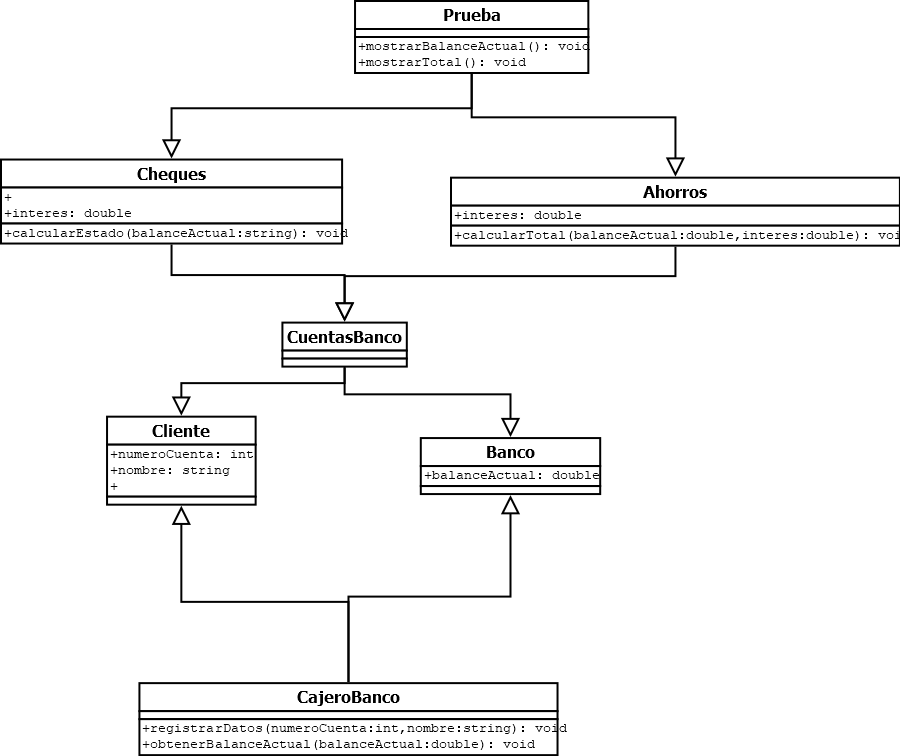 Prueba
+mostrarBalanceActual(): void
+mostrarTotal(): void
Cheques
+
+interes: double
+calcularEstado(balanceActual:string): void
Ahorros
+interes: double
+calcularTotal(balanceActual:double,interes:double): voi
CuentasBanco
Cliente
+numeroCuenta: int
+nombre: string
+
Banco
+balanceActual: double
CajeroBanco
+registrarDatos(numeroCuenta:int,nombre:string): void
+obtenerBalanceActual(balanceActual:double): void